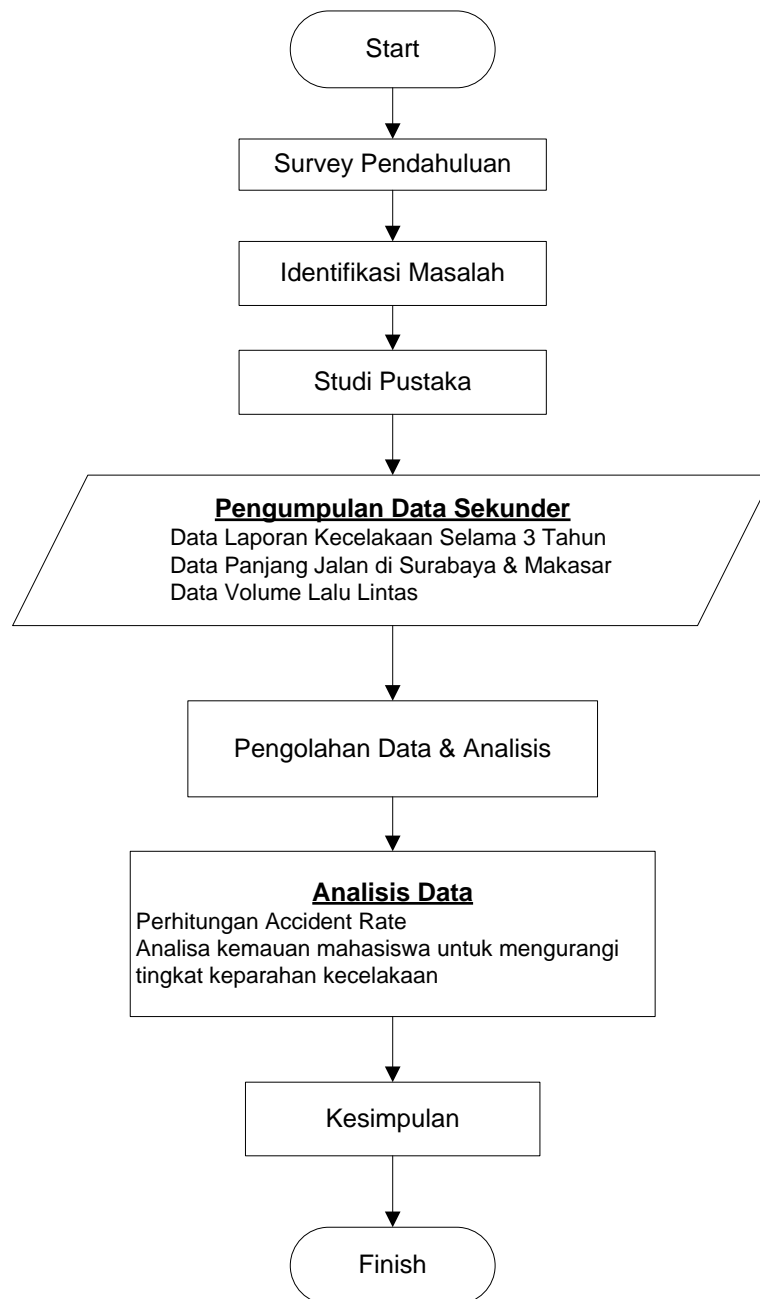 Start
Survey Pendahuluan
Identifikasi Masalah
Studi Pustaka
Pengumpulan Data Sekunder
Data Laporan Kecelakaan Selama 3 Tahun
Data Panjang Jalan di Surabaya & Makasar
Data Volume Lalu Lintas
Pengolahan Data & Analisis
Analisis Data
Perhitungan Accident Rate
Analisa kemauan mahasiswa untuk mengurangi
tingkat keparahan kecelakaan
Kesimpulan
Finish